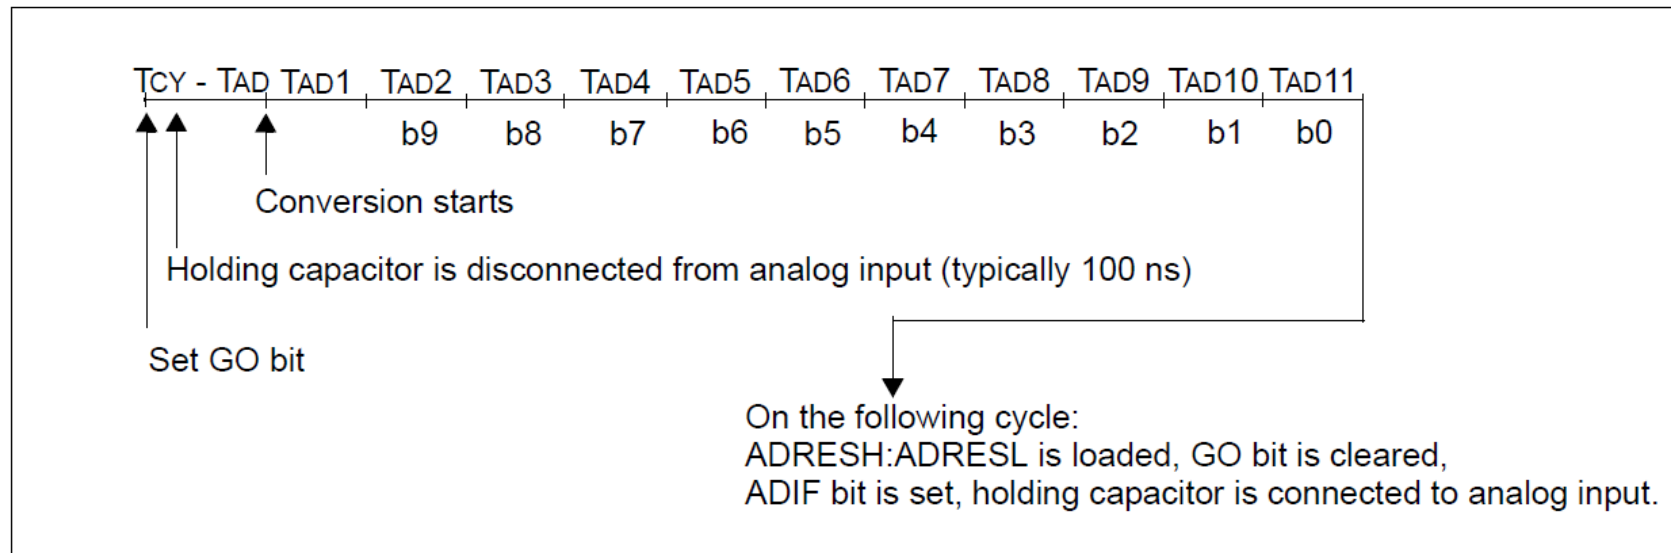 TCY - TAD TAD1 TAD2 TAD3 TAD4 TAD5 TAD6 TAD7 TAD8 TAD9 TAD10 TAD11
b9 b8 b7 b6 b5 b4 b3 b2 b1 b0
Conversion starts
Holding capacitor is disconnected from analog input (typically 100 ns)
Set GO bit
On the following cycle:
ADRESH:ADRESL is loaded, GO bit is cleared,
ADIF bit is set, holding capacitor is connected to analog input.